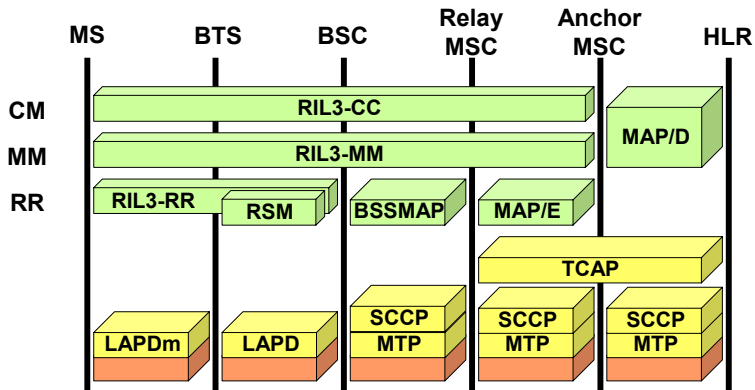 MS BTS BSC Relay MSC Anchor MSC HLR
CM RIL3-CC MAP/D
MM RIL3-MM
RR RIL3-RR RSM BSSMAP MAP/E
TCAP
SCCP SCCP SCCP
LAPDm LAPD MTP MTP MTP